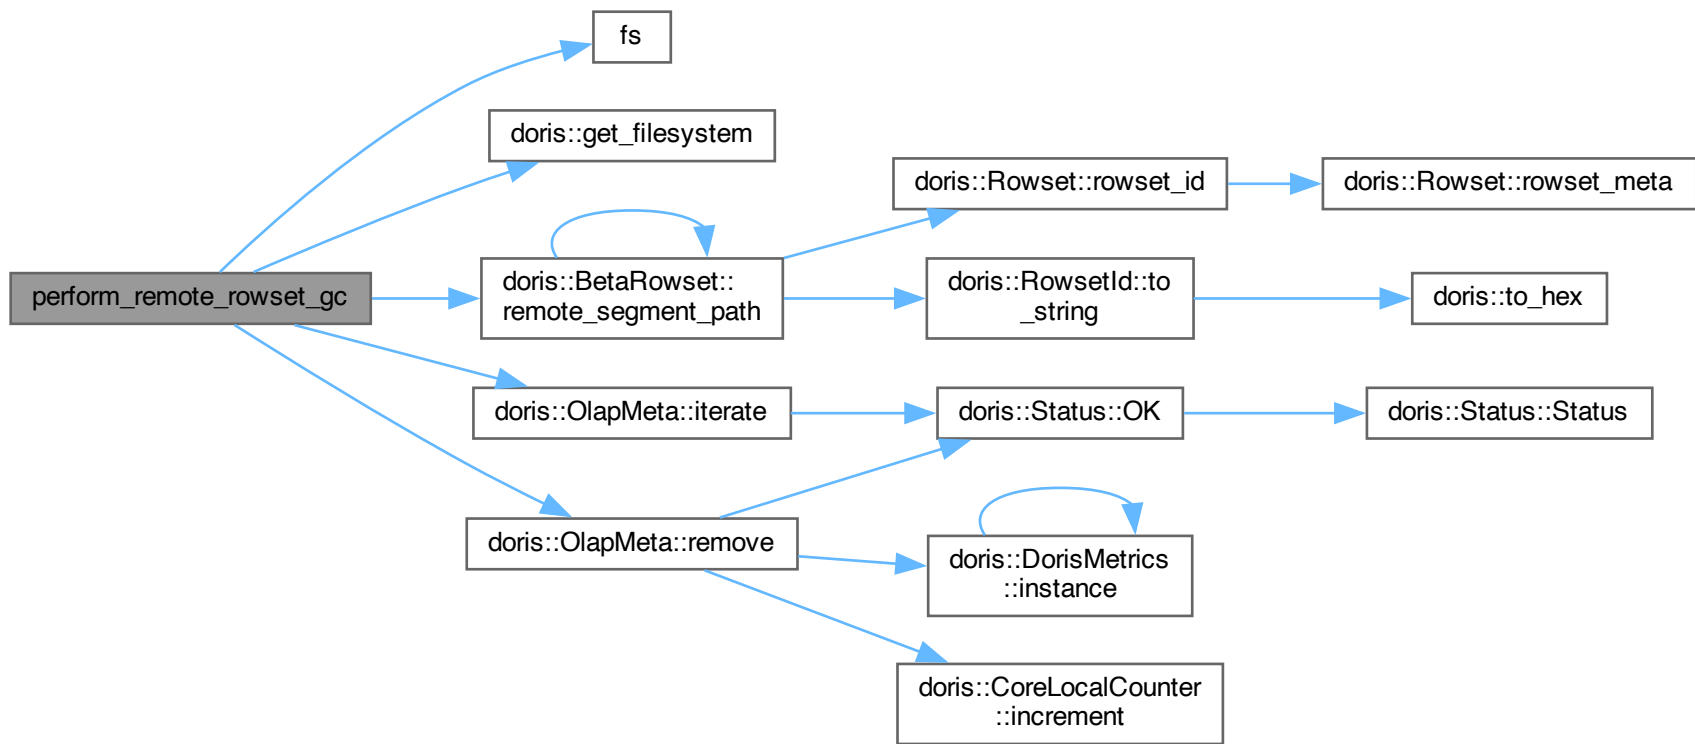 fs
doris::get_filesystem
doris::Rowset::rowset_id
doris::Rowset::rowset_meta
perform_remote_rowset_gc
doris::BetaRowset::
remote_segment_path
doris::RowsetId::to
_string
doris::to_hex
doris::OlapMeta::iterate
doris::Status::OK
doris::Status::Status
doris::OlapMeta::remove
doris::DorisMetrics
::instance
doris::CoreLocalCounter
::increment